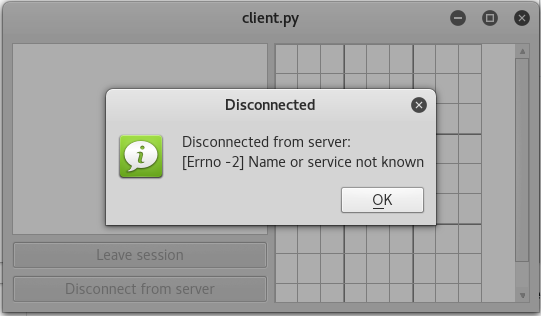 client.py
Disconnected
Disconnected from server:
[Errno -2] Name or service not known
OK
Leave session
Disconnect from server